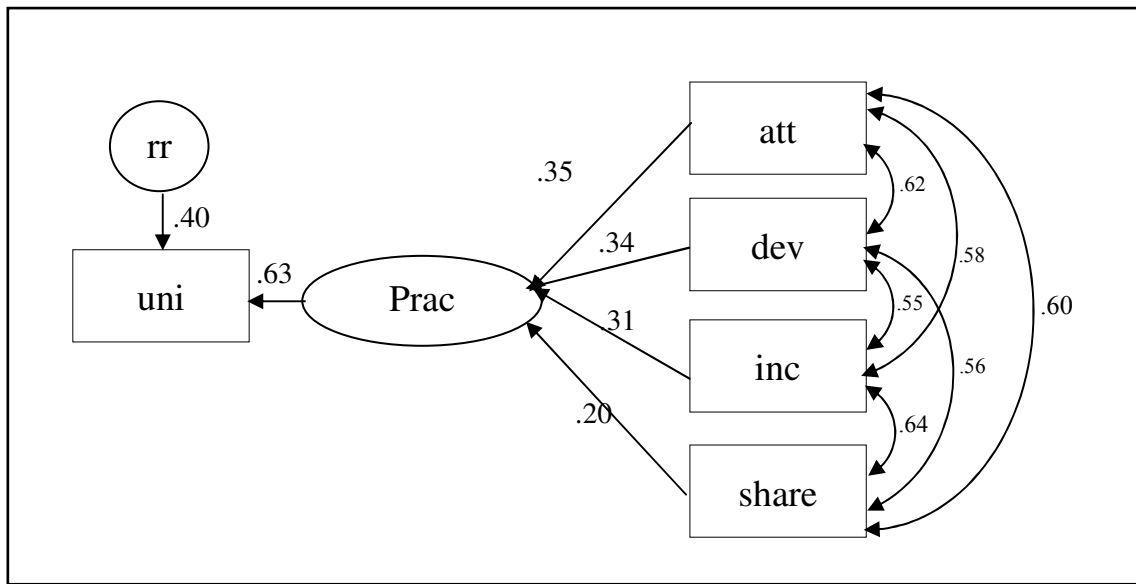 rr
.40
uni
.63
Prac
.35
.34
.31
.20
att
dev
inc
share
.62
.58
.55
.60
.56
.64